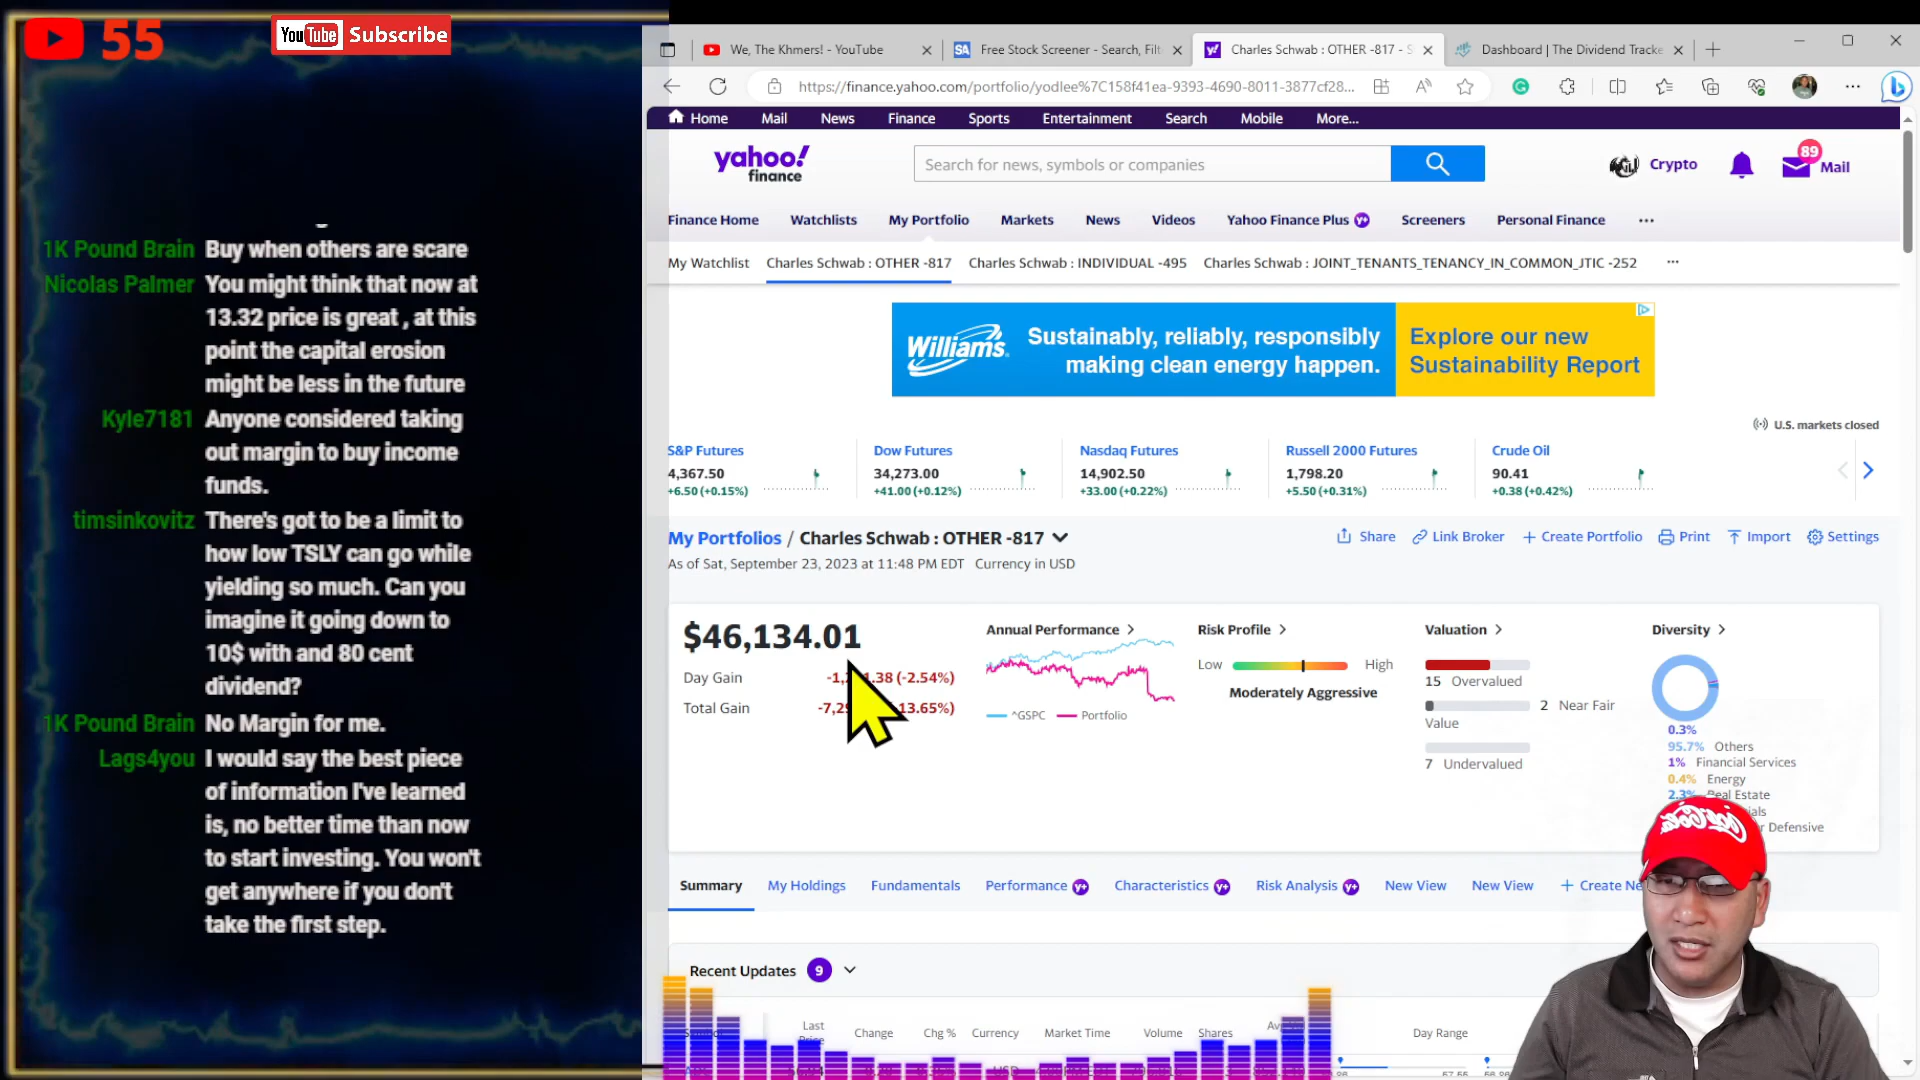 55
YouTube Subscribe
1K Pound Brain Buy when others are scare
Nicolas Palmer You might think that now at
13.32 price is great , at this
point the capital erosion
might be less in the future
Kyle7181 Anyone considered taking
out margin to buy income
funds.
timsinkovitz There's got to be a limit to
how low TSLY can go while
yielding so much. Can you
imagine it going down to
10$ with and 80 cent
dividend?
1K Pound Brain No Margin for me.
Lags4you I would say the best piece
of information I've learned
is, no better time than now
to start investing. You won't
get anywhere if you don't
take the first step.
We, The Khmers! - YouTube
Free Stock Screener - Search, Filt
Charles Schwab : OTHER -817 - S
Dashboard | The Dividend Tracke
https://finance.yahoo.com/portfolio/yodlee%7C158f41ea-9393-4690-8011-3877cf28...
Home Mail News Finance Sports Entertainment Search Mobile More...
yahoo!
finance
Search for news, symbols or companies
Crypto
89
Mail
Finance Home Watchlists My Portfolio Markets News Videos Yahoo Finance Plus Screeners Personal Finance ...
My Watchlist Charles Schwab : OTHER -817 Charles Schwab : INDIVIDUAL -495 Charles Schwab : JOINT_TENANTS_TENANCY_IN_COMMON_JTIC -252 ...
Williams.
Sustainably, reliably, responsibly
making clean energy happen.
Explore our new
Sustainability Report
U.S. markets closed
S&P Futures Dow Futures Nasdaq Futures Russell 2000 Futures Crude Oil
4,367.50 34,273.00 14,902.50 1,798.20 90.41
+6.50 (+0.15%) +41.00 (+0.12%) +33.00 (+0.22%) +5.50 (+0.31%) +0.38 (+0.42%)
My Portfolios / Charles Schwab : OTHER -817
Share Link Broker + Create Portfolio Print Import Settings
As of Sat, September 23, 2023 at 11:48 PM EDT Currency in USD
$46,134.01
Day Gain (-2.54%)
Total Gain 13.65%)
Annual Performance
^GSPC Portfolio
Risk Profile
Low High
Moderately Aggressive
Valuation
15 Overvalued
2 Near Fair
Value
7 Undervalued
Diversity
0.3%
95.7% Others
1% Financial Services
0.4% Energy
2.3% Real Estate
Defensive
Coca-Cola
Summary My Holdings Fundamentals Performance Characteristics Risk Analysis New View New View + Create
Recent Updates 9
Last Change Chg % Currency Market Time Volume Shares Day Range